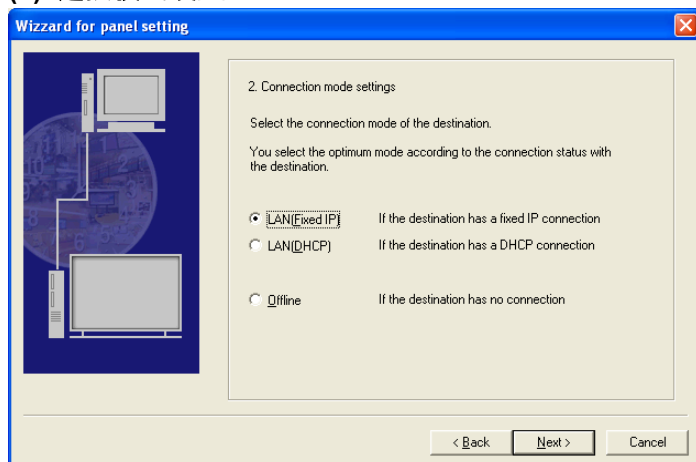 Wizzard for panel setting
2. Connection mode settings
Select the connection mode of the destination.
You select the optimum mode according to the connection status with
the destination.
LAN(Fixed IP) If the destination has a fixed IP connection
LAN(DHCP) If the destination has a DHCP connection
Offline If the destination has no connection
< Back Next > Cancel